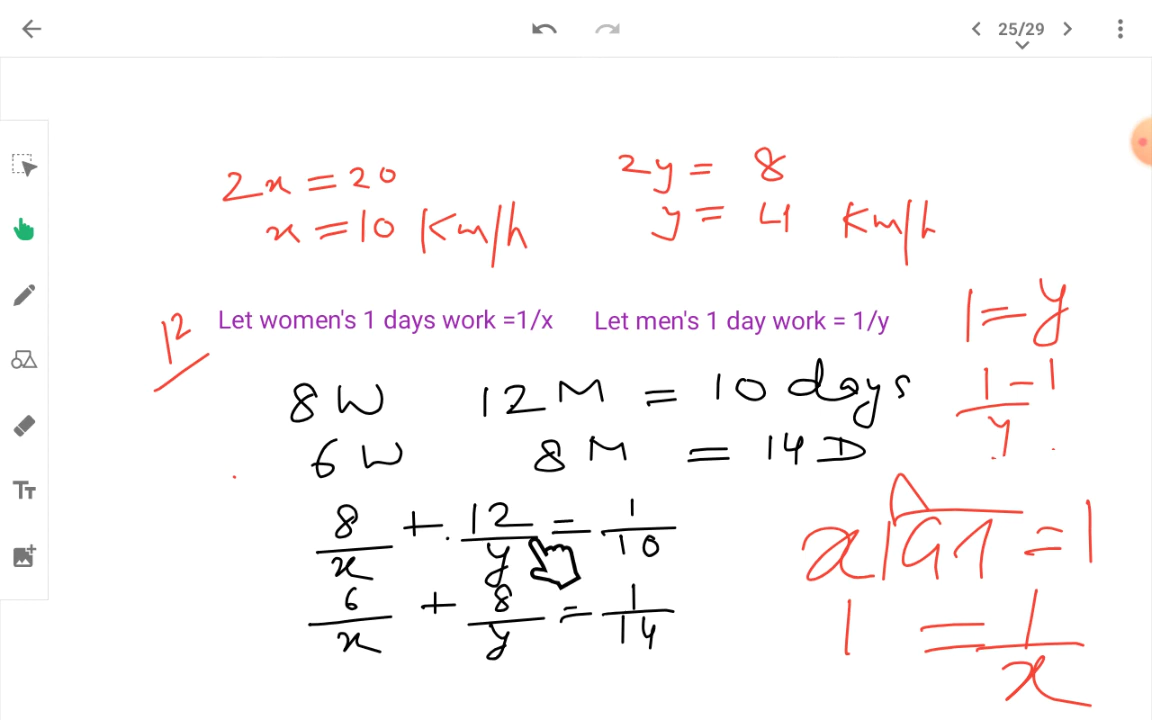 25/29
2x = 20
2y = 8
x = 10 Km/h
y = 4 Km/h
12
Let women's 1 days work =1/x
Let men's 1 day work = 1/y
1 = y
8 W 12 M = 10 days
1/y = 1
6 W 8 M = 14 D
8/x + 12/y = 1/10
6/x + 8/y = 1/14
= 1
1 = 1/x
Tt